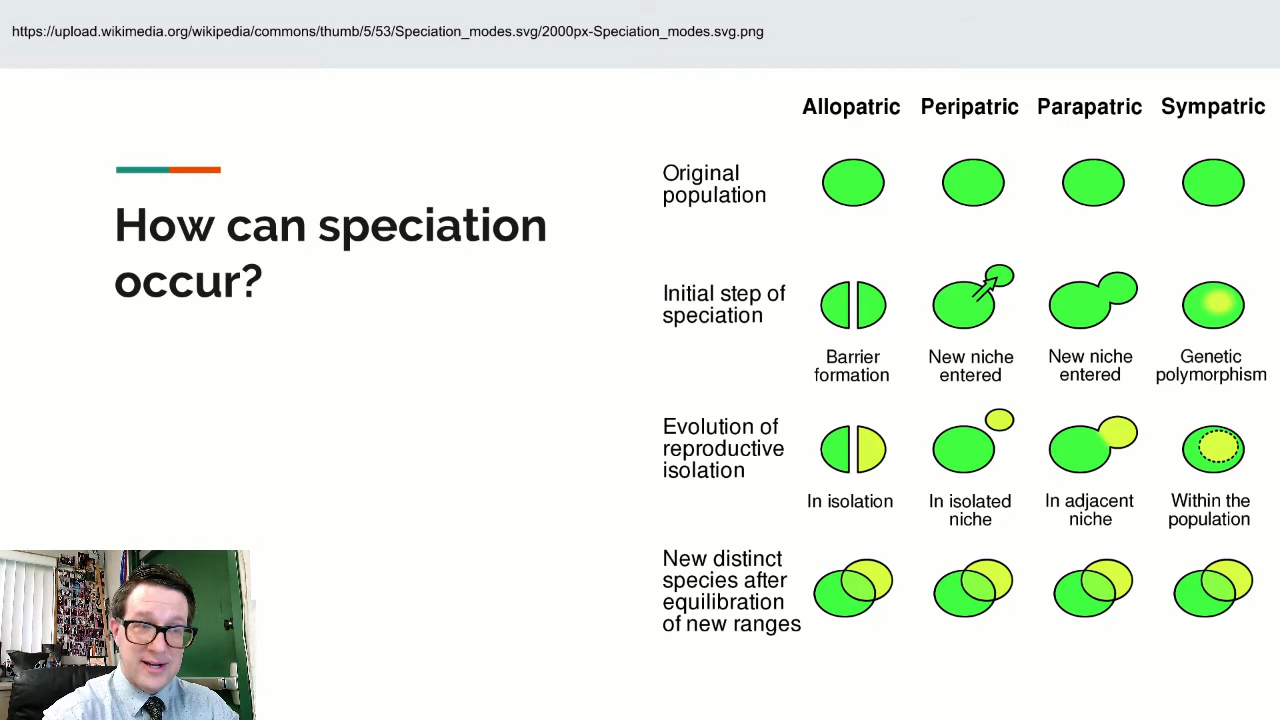 https://upload.wikimedia.org/wikipedia/commons/thumb/5/53/Speciation_modes.svg/2000px-Speciation_modes.svg.png
How can speciation
occur?
Allopatric Peripatric Parapatric Sympatric
Original
population
Initial step of
speciation
Barrier
formation
New niche
entered
New niche
entered
Genetic
polymorphism
Evolution of
reproductive
isolation
In isolation
In isolated
niche
In adjacent
niche
Within the
population
New distinct
species after
equilibration
of new ranges